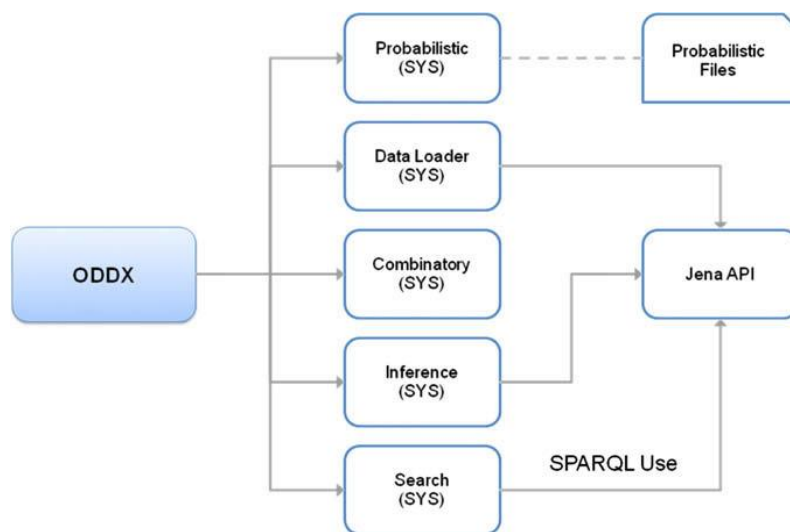 Probabilistic
(SYS)
Probabilistic
Files
Data Loader
(SYS)
ODDX
Combinatory
(SYS)
Jena API
Inference
(SYS)
Search
(SYS)
SPARQL Use